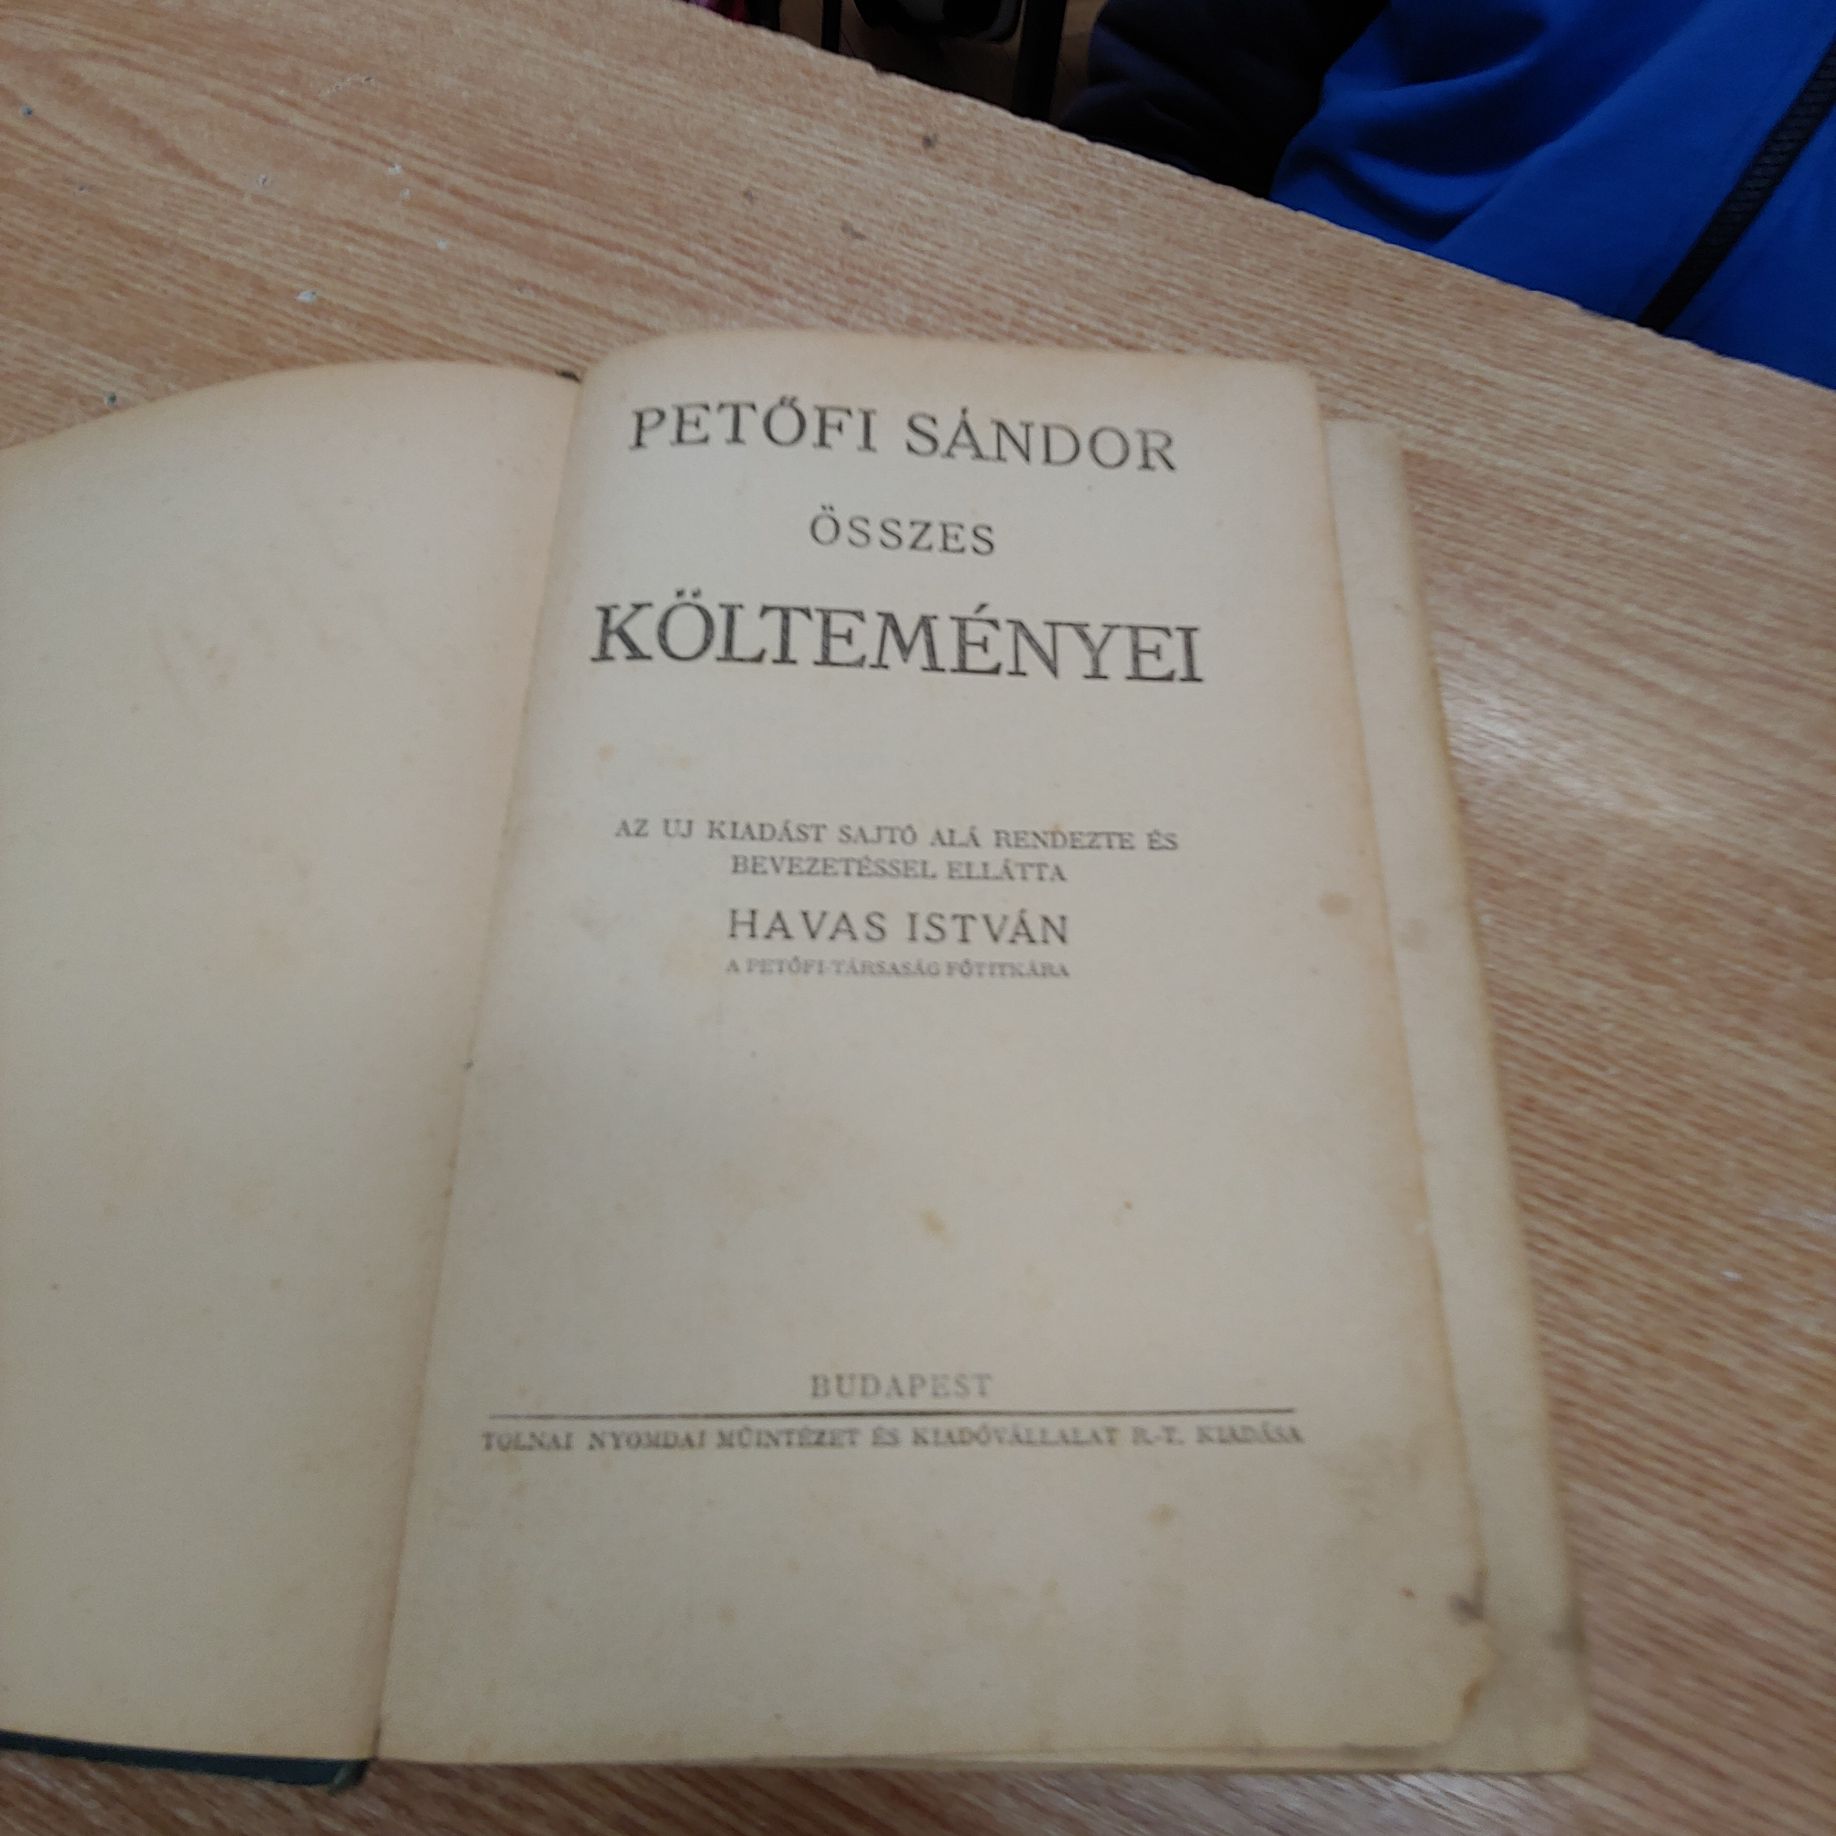 PETŐFI SÁNDOR
ÖSSZES
KÖLTEMÉNYEI
AZ UJ KIADÁST SAJTÓ ALÁ RENDEZTE ÉS
BEVEZETÉSSEL ELLÁTTA
HAVAS ISTVÁN
A PETŐFI-TÁRSASÁG FŐTITKÁRA
BUDAPEST
TOLNAI NYOMDAI MŰINTÉZET ÉS KIADÓVÁLLALAT R.-T. KIADÁSA